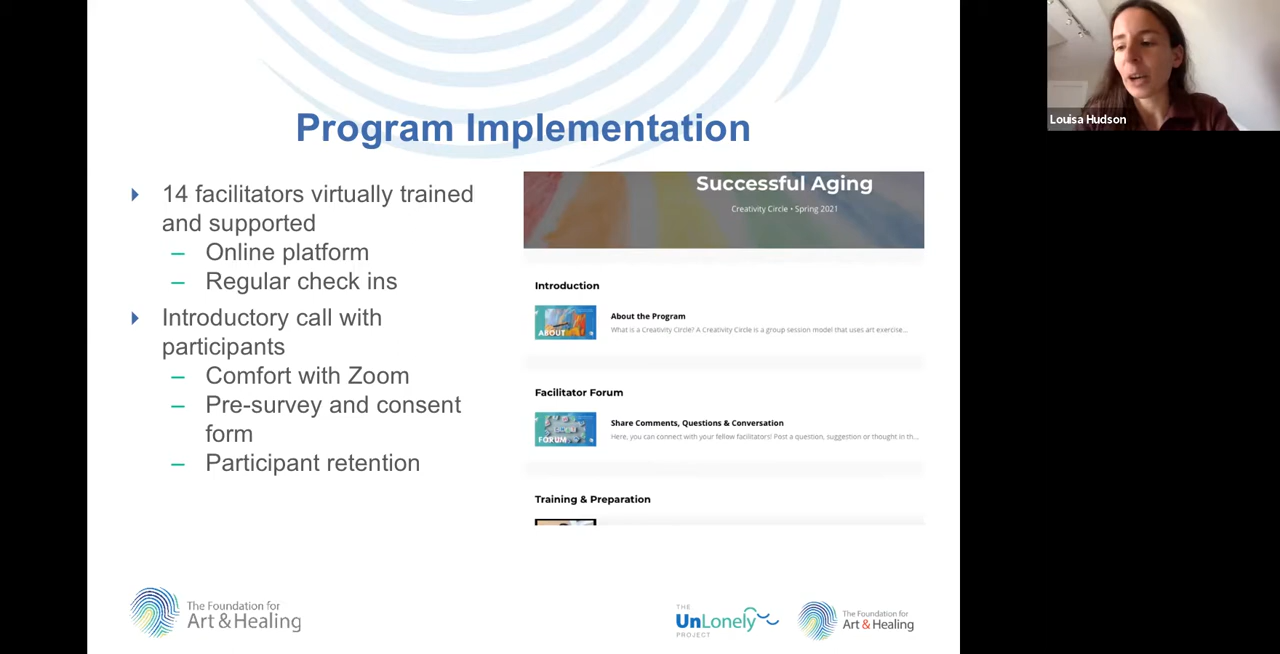 Program Implementation
14 facilitators virtually trained
and supported
– Online platform
– Regular check ins
Introductory call with
participants
– Comfort with Zoom
– Pre-survey and consent
form
– Participant retention
Successful Aging
Creativity Circle • Spring 2021
Introduction
ABOUT
About the Program
What is a Creativity Circle? A Creativity Circle is a group session model that uses art exercise...
Facilitator Forum
FORUM
Share Comments, Questions & Conversation
Here, you can connect with your fellow facilitators! Post a question, suggestion or thought in th...
Training & Preparation
The Foundation for
Art & Healing
THE
UnLonely
PROJECT
The Foundation for
Art & Healing
Louisa Hudson